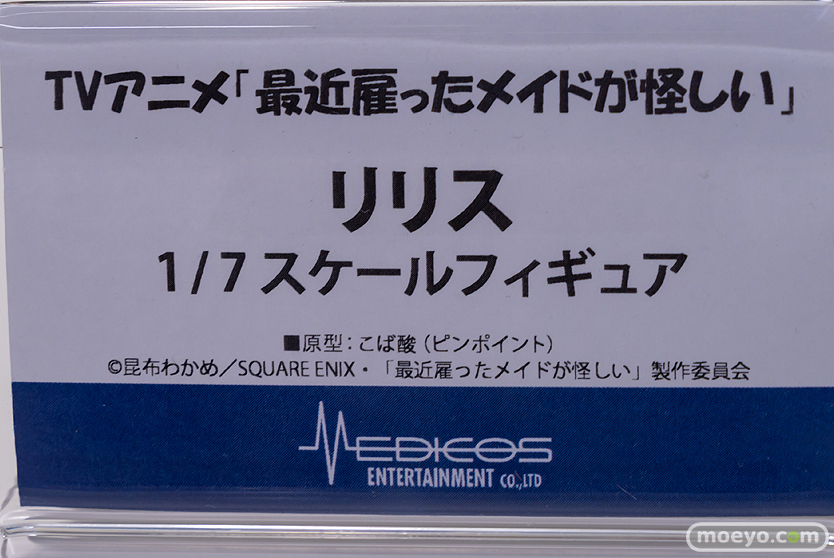 TVアニメ「最近雇ったメイドが怪しい」
リリス
1/7スケールフィギュア
■原型：こば酸（ピンポイント）
©昆布わかめ／SQUARE ENIX・「最近雇ったメイドが怪しい」製作委員会
MEDICOS
ENTERTAINMENT CO.,LTD
moeyo.com